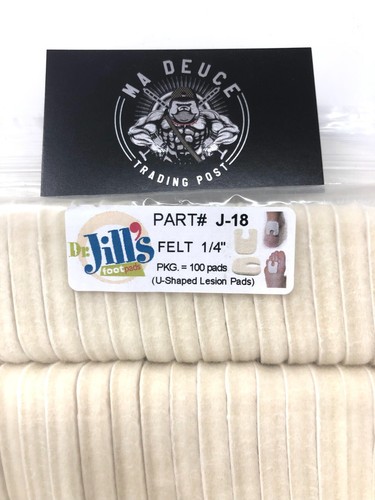 MA DEUCE
TRADING POST
Dr. Jill's
foot pads
PART# J-18
FELT 1/4"
PKG. = 100 pads
(U-Shaped Lesion Pads)